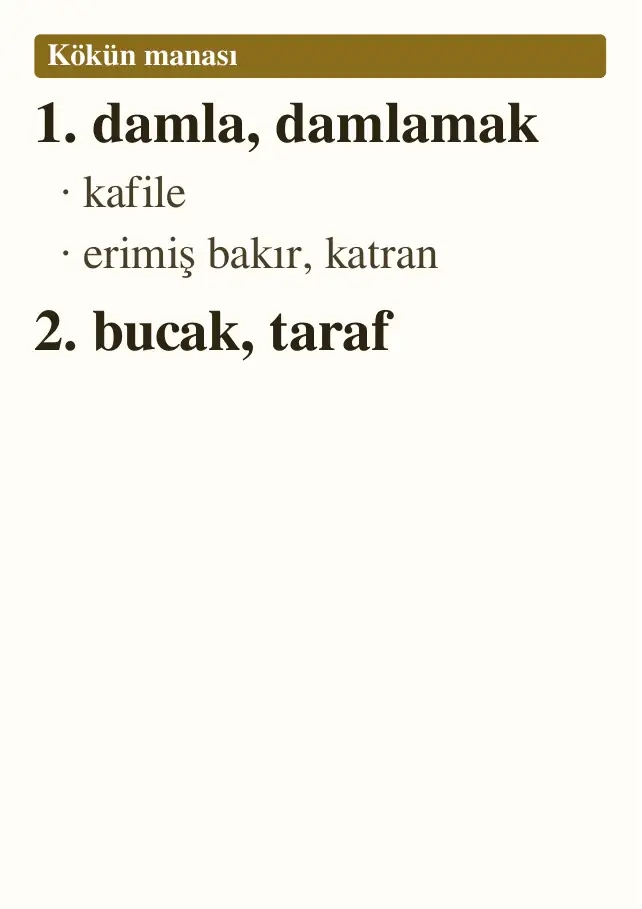 Kökün manası
1. damla, damlamak
· kafile
· erimiş bakır, katran
2. bucak, taraf